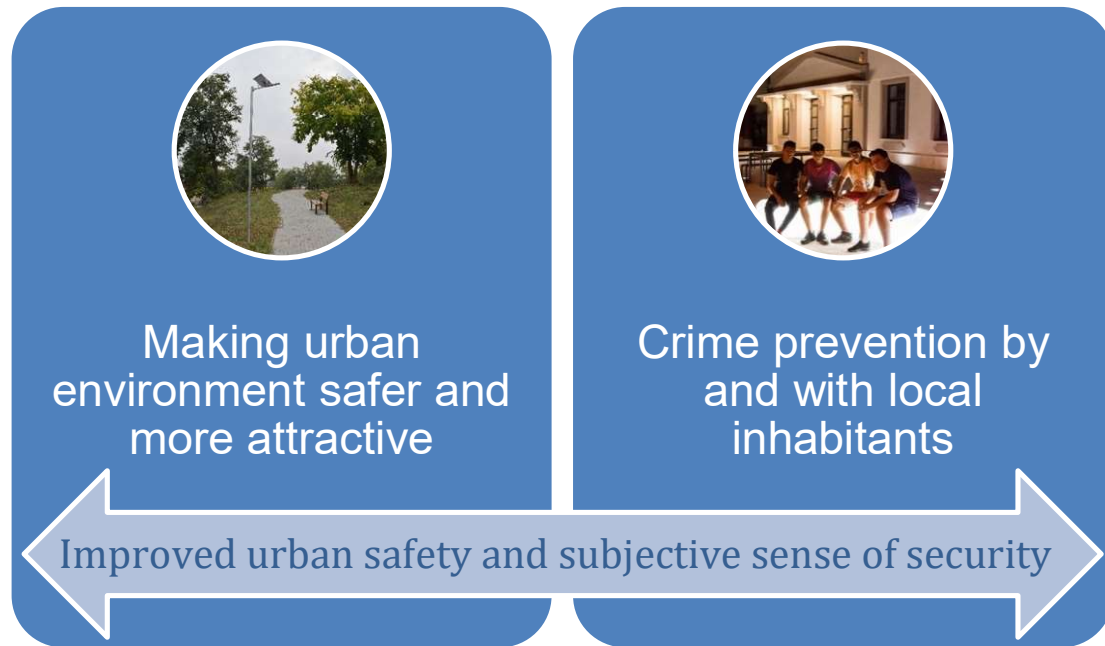 Making urban
environment safer and
more attractive
Crime prevention by
and with local
inhabitants
Improved urban safety and subjective sense of security